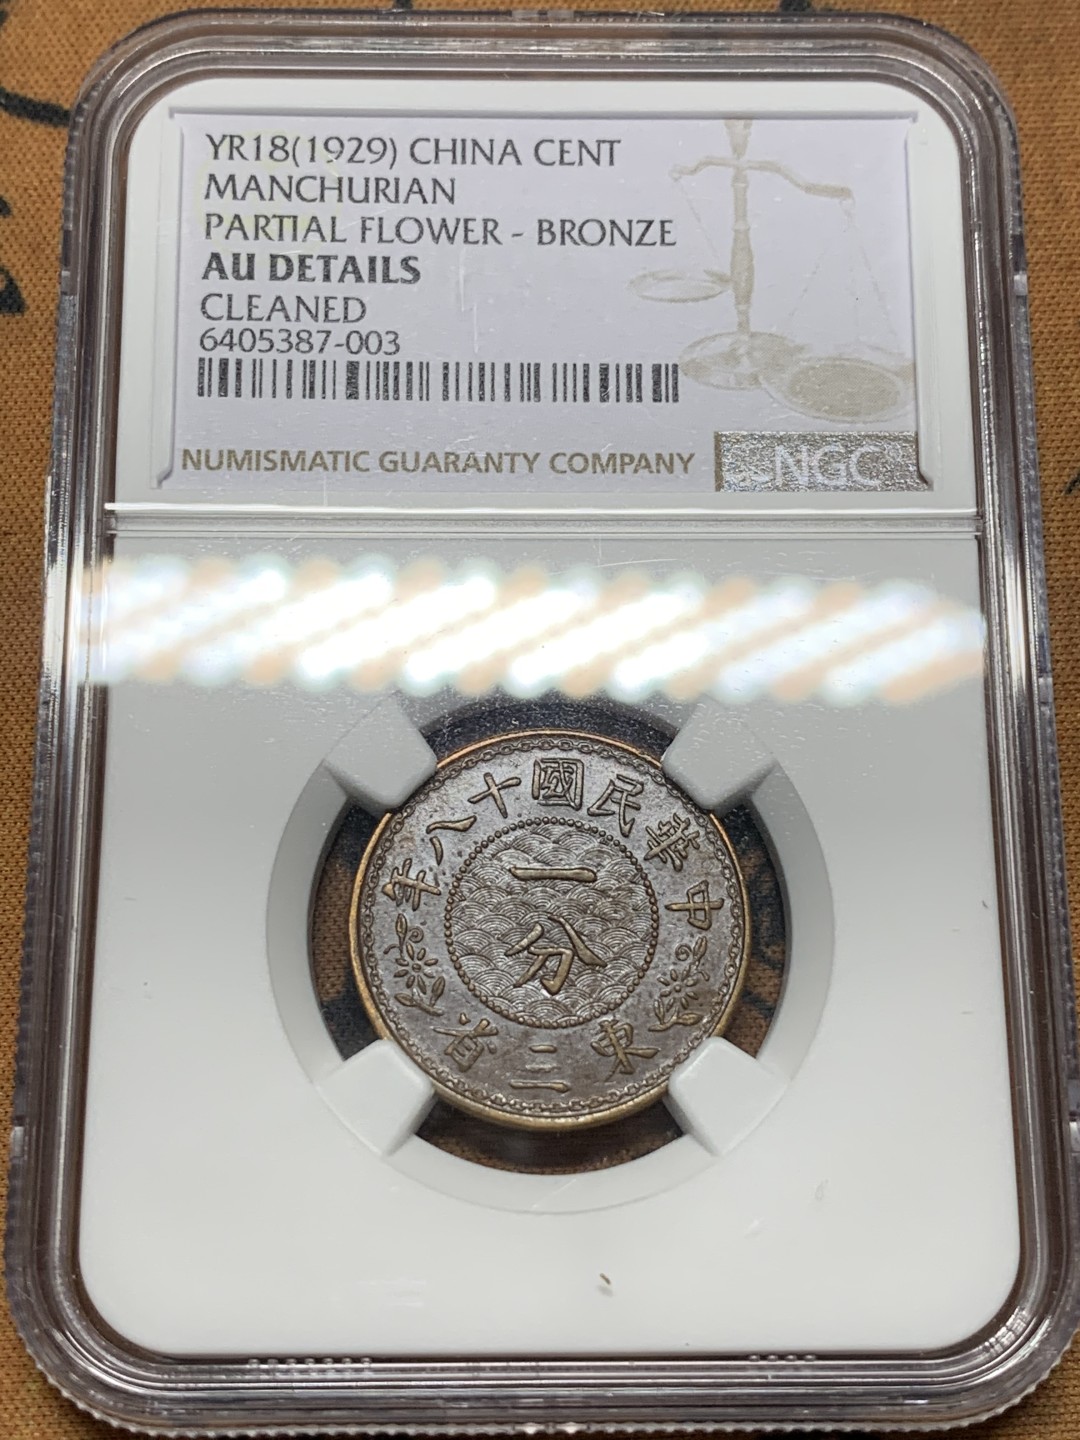 YR18(1929) CHINA CENT
MANCHURIAN
PARTIAL FLOWER - BRONZE
AU DETAILS
CLEANED
6405387-003
NUMISMATIC GUARANTY COMPANY
NGC
中華民國十八年
一
分
東三省